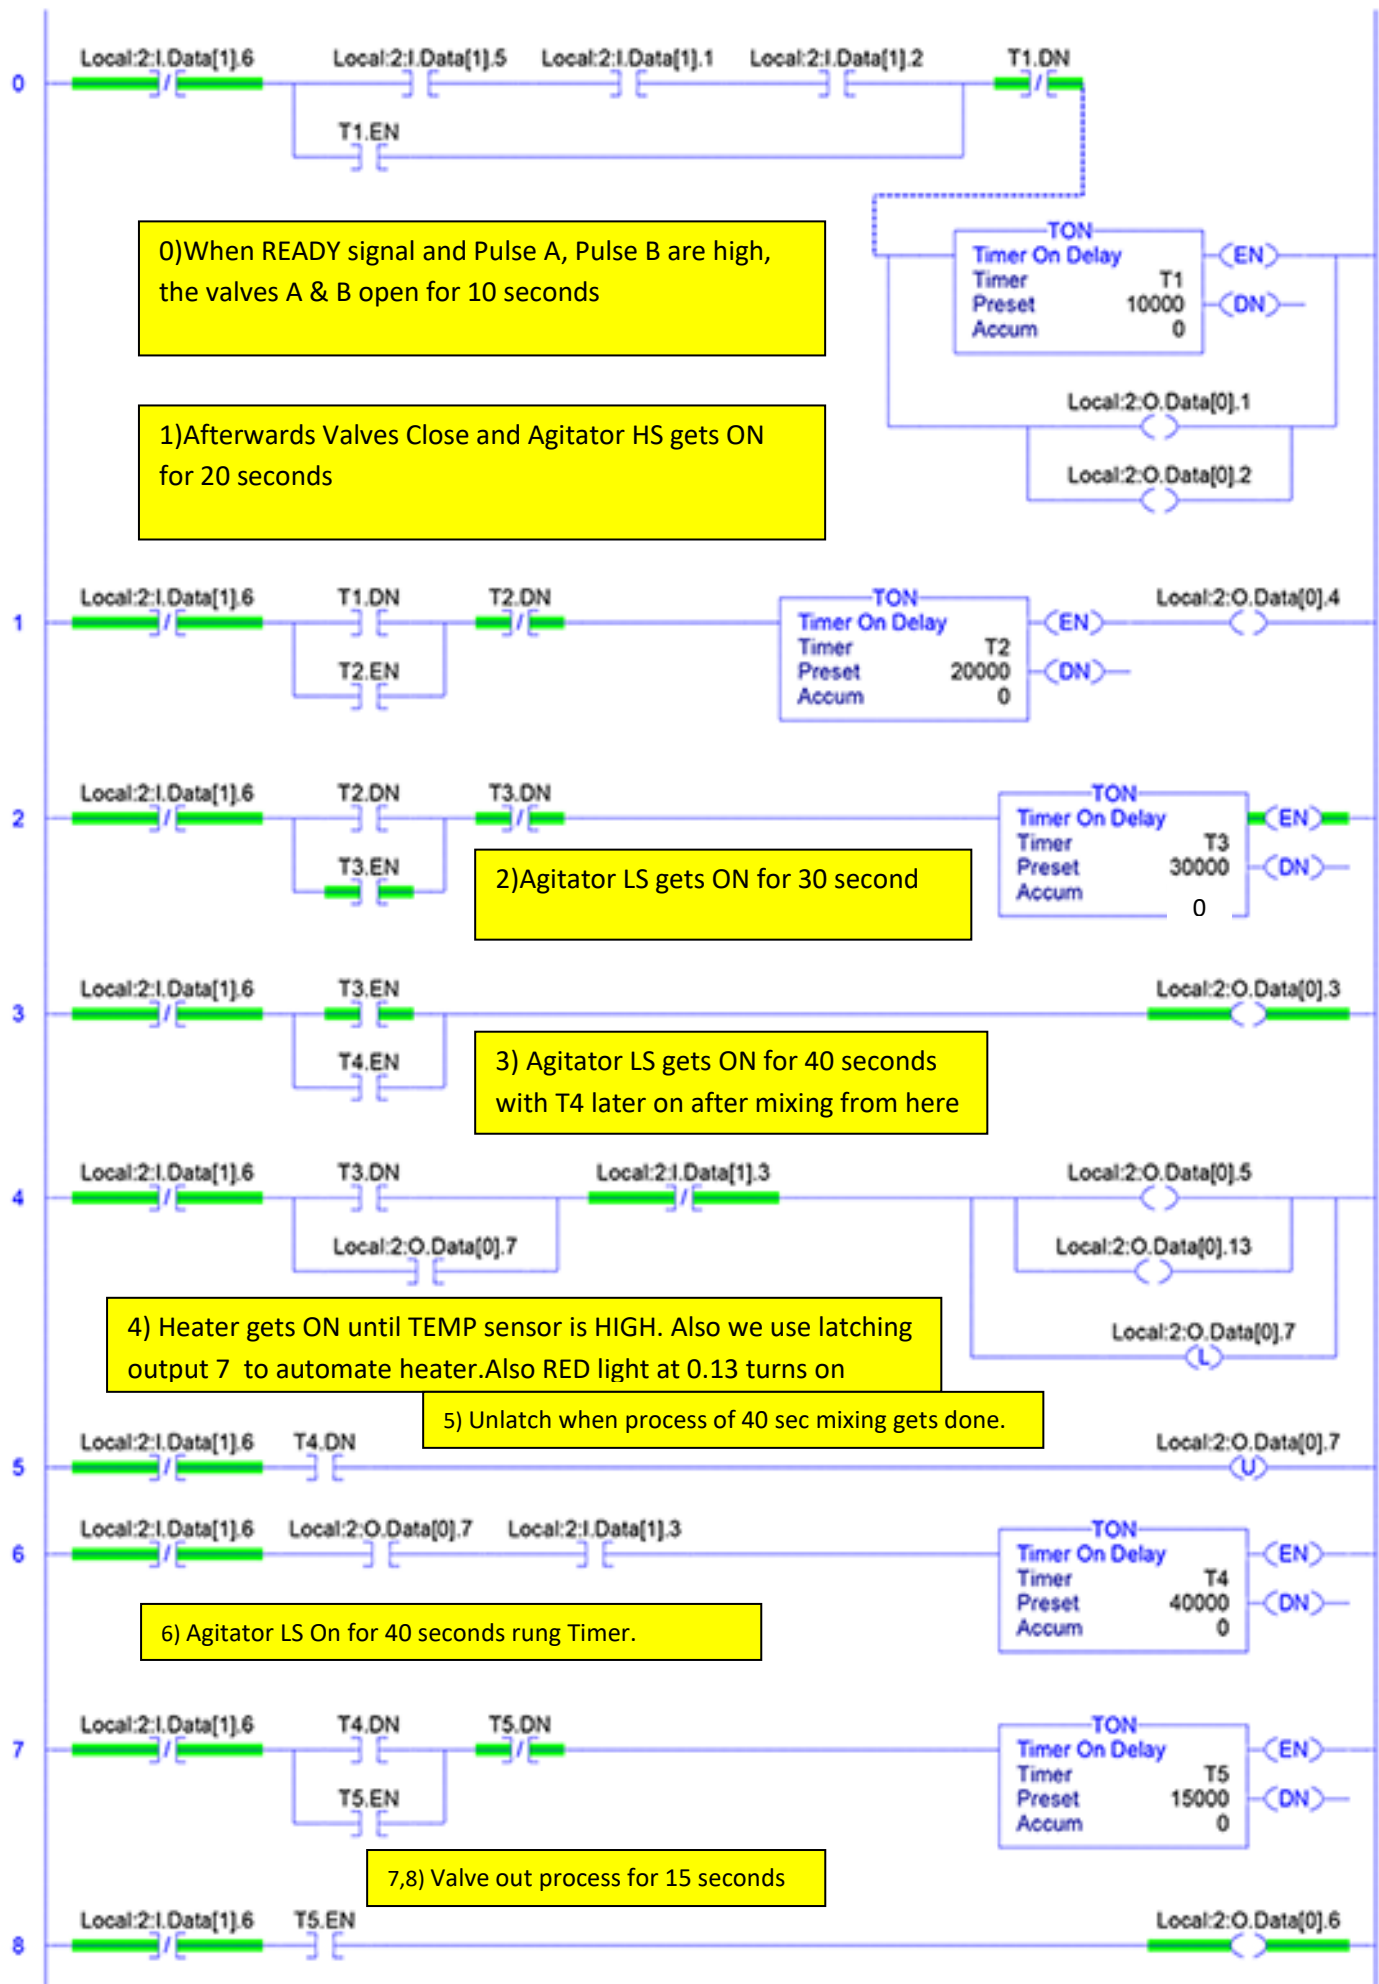 Local:2:I.Data[1].6 Local:2:I.Data[1].5 Local:2:I.Data[1].1 Local:2:I.Data[1].2 T1.DN
0
T1.EN
0)When READY signal and Pulse A, Pulse B are high,
the valves A & B open for 10 seconds
TON
Timer On Delay
Timer T1
Preset 10000
Accum 0
EN
DN
Local:2:O.Data[0].1
Local:2:O.Data[0].2
1)Afterwards Valves Close and Agitator HS gets ON
for 20 seconds
Local:2:I.Data[1].6 T1.DN T2.DN
1
T2.EN
TON
Timer On Delay
Timer T2
Preset 20000
Accum 0
EN
DN
Local:2:O.Data[0].4
Local:2:I.Data[1].6 T2.DN T3.DN
2
T3.EN
2)Agitator LS gets ON for 30 second
TON
Timer On Delay
Timer T3
Preset 30000
Accum
0
EN
DN
Local:2:I.Data[1].6 T3.EN Local:2:O.Data[0].3
3
T4.EN
3) Agitator LS gets ON for 40 seconds
with T4 later on after mixing from here
Local:2:I.Data[1].6 T3.DN Local:2:I.Data[1].3 Local:2:O.Data[0].5
4
Local:2:O.Data[0].7 Local:2:O.Data[0].13
Local:2:O.Data[0].7
L
4) Heater gets ON until TEMP sensor is HIGH. Also we use latching
output 7 to automate heater.Also RED light at 0.13 turns on
5) Unlatch when process of 40 sec mixing gets done.
Local:2:I.Data[1].6 T4.DN Local:2:O.Data[0].7
5
U
Local:2:I.Data[1].6 Local:2:O.Data[0].7 Local:2:I.Data[1].3
6
TON
Timer On Delay
Timer T4
Preset 40000
Accum 0
EN
DN
6) Agitator LS On for 40 seconds rung Timer.
Local:2:I.Data[1].6 T4.DN T5.DN
7
T5.EN
TON
Timer On Delay
Timer T5
Preset 15000
Accum 0
EN
DN
7,8) Valve out process for 15 seconds
Local:2:I.Data[1].6 T5.EN Local:2:O.Data[0].6
8